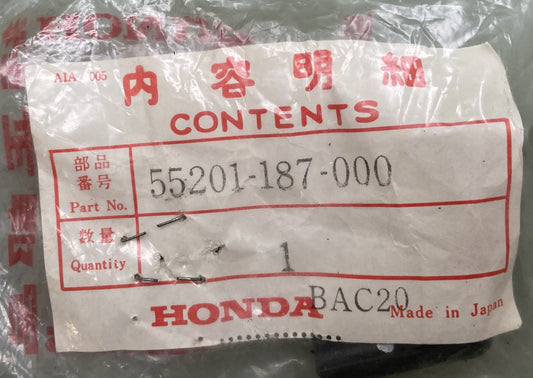 HONDA
AIA 005
内容明細
CONTENTS
部品
番号
Part No.
55201-187-000
数量
Quantity
1
HONDA
BAC20
Made in Japan